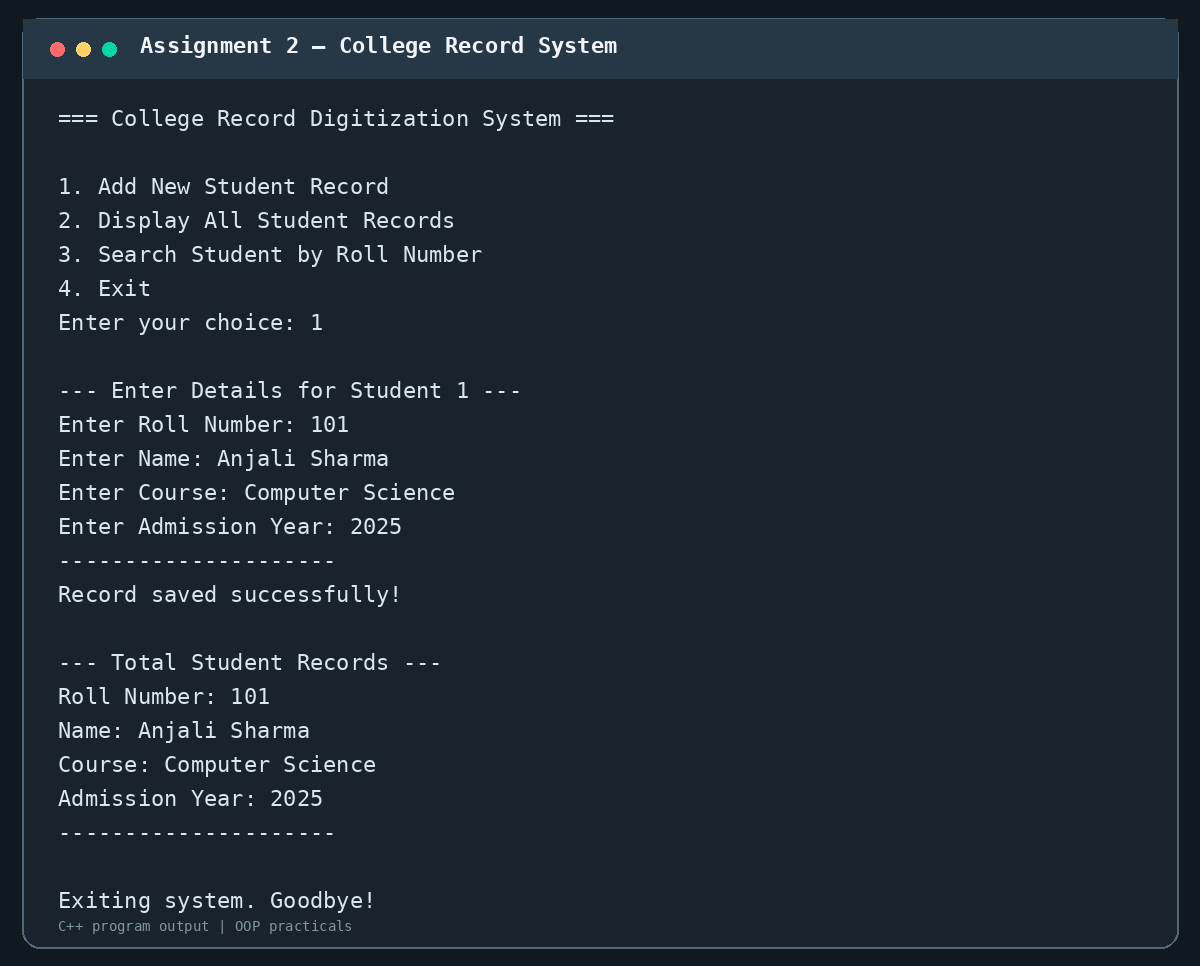 Assignment 2 — College Record System
=== College Record Digitization System ===
1. Add New Student Record
2. Display All Student Records
3. Search Student by Roll Number
4. Exit
Enter your choice: 1
--- Enter Details for Student 1 ---
Enter Roll Number: 101
Enter Name: Anjali Sharma
Enter Course: Computer Science
Enter Admission Year: 2025
---------------------
Record saved successfully!
--- Total Student Records ---
Roll Number: 101
Name: Anjali Sharma
Course: Computer Science
Admission Year: 2025
---------------------
Exiting system. Goodbye!
C++ program output | OOP practicals